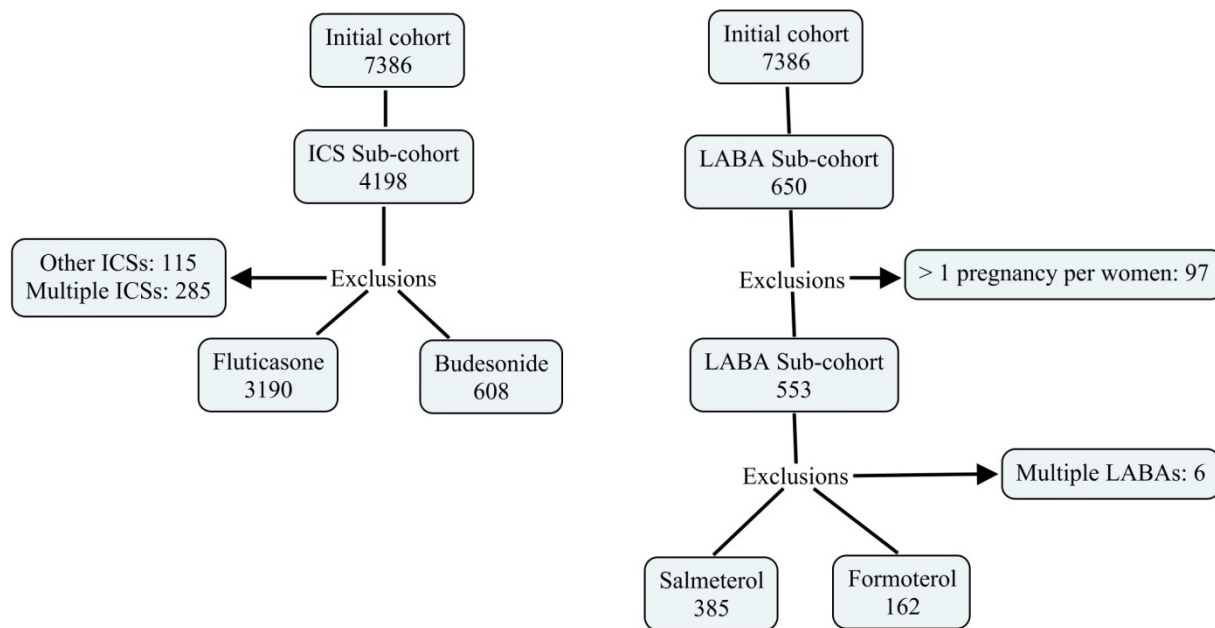 Initial cohort
7386
ICS Sub-cohort
4198
Exclusions
Other ICSs: 115
Multiple ICSs: 285
Fluticasone
3190
Budesonide
608
Initial cohort
7386
LABA Sub-cohort
650
Exclusions
> 1 pregnancy per women: 97
LABA Sub-cohort
553
Exclusions
Multiple LABAs: 6
Salmeterol
385
Formoterol
162